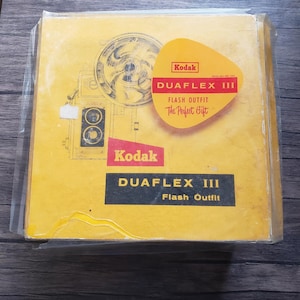 Kodak
DUAFLEX III
FLASH OUTFIT
"The Perfect Gift"
Kodak
DUAFLEX III
Flash Outfit